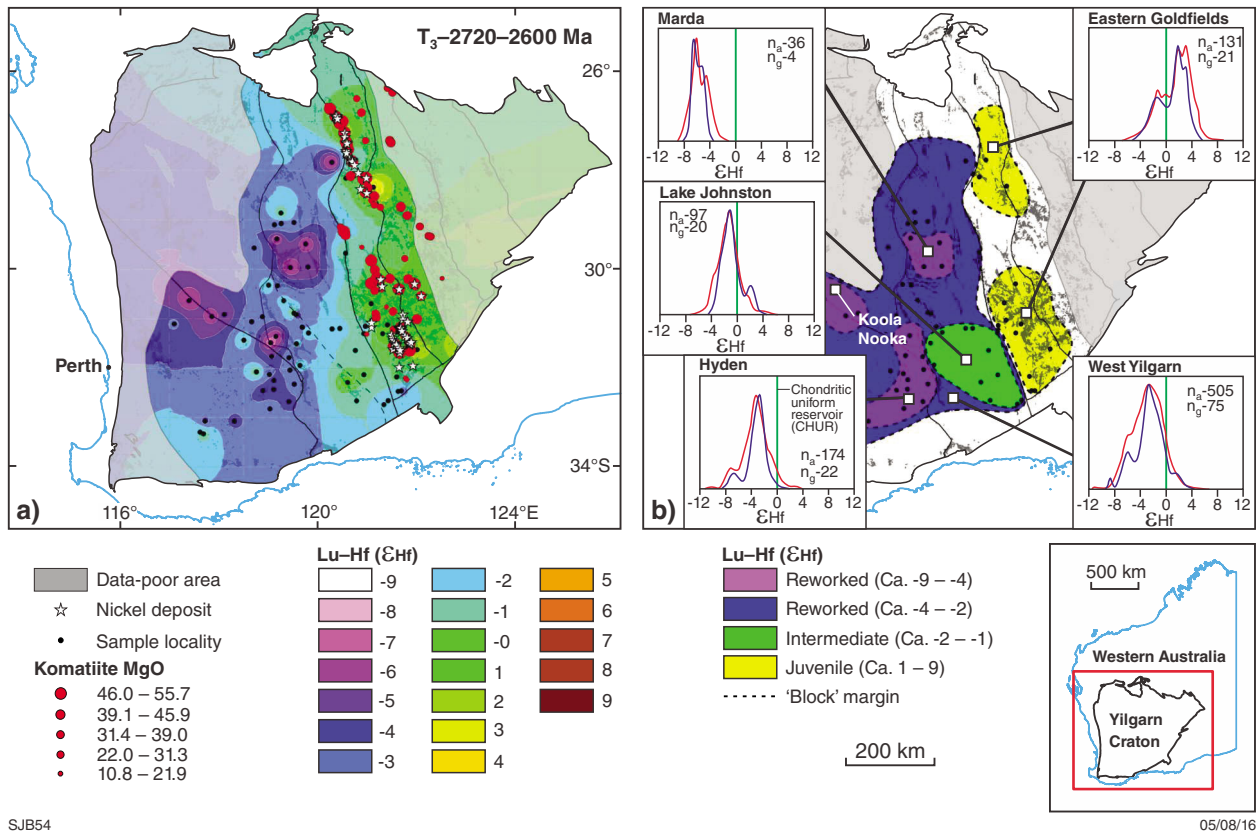 T3–2720–2600 Ma
26°
30°
34°S
116°
120°
124°E
Perth
a)
Marda
na-36
ng-4
-12 -8 -4 0 4 8 12
ƐHf
Lake Johnston
na-97
ng-20
-12 -8 -4 0 4 8 12
ƐHf
Hyden
Chondritic
uniform
reservoir
(CHUR)
na-174
ng-22
-12 -8 -4 0 4 8 12
ƐHf
Eastern Goldfields
na-131
ng-21
-12 -8 -4 0 4 8 12
ƐHf
West Yilgarn
na-505
ng-75
-12 -8 -4 0 4 8 12
ƐHf
Koola
Nooka
b)
Data-poor area
Nickel deposit
Sample locality
Komatiite MgO
46.0 – 55.7
39.1 – 45.9
31.4 – 39.0
22.0 – 31.3
10.8 – 21.9
Lu–Hf (ƐHf)
-9
-8
-7
-6
-5
-4
-3
-2
-1
-0
1
2
3
4
5
6
7
8
9
Lu–Hf (ƐHf)
Reworked (Ca. -9 – -4)
Reworked (Ca. -4 – -2)
Intermediate (Ca. -2 – -1)
Juvenile (Ca. 1 – 9)
‘Block’ margin
200 km
500 km
Western Australia
Yilgarn
Craton
SJB54
05/08/16